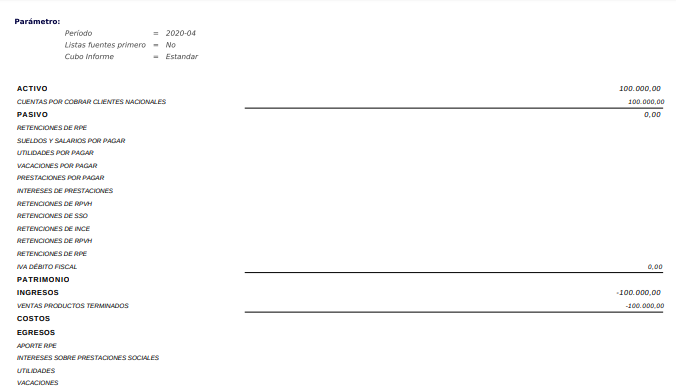 Parámetro:
Período = 2020-04
Listas fuentes primero = No
Cubo Informe = Estandar
ACTIVO 100.000,00
CUENTAS POR COBRAR CLIENTES NACIONALES 100.000,00
PASIVO 0,00
RETENCIONES DE RPE
SUELDOS Y SALARIOS POR PAGAR
UTILIDADES POR PAGAR
VACACIONES POR PAGAR
PRESTACIONES POR PAGAR
INTERESES DE PRESTACIONES
RETENCIONES DE RPVH
RETENCIONES DE SSO
RETENCIONES DE INCE
RETENCIONES DE RPVH
RETENCIONES DE RPE
IVA DÉBITO FISCAL 0,00
PATRIMONIO
INGRESOS -100.000,00
VENTAS PRODUCTOS TERMINADOS -100.000,00
COSTOS
EGRESOS
APORTE RPE
INTERESES SOBRE PRESTACIONES SOCIALES
UTILIDADES
VACACIONES